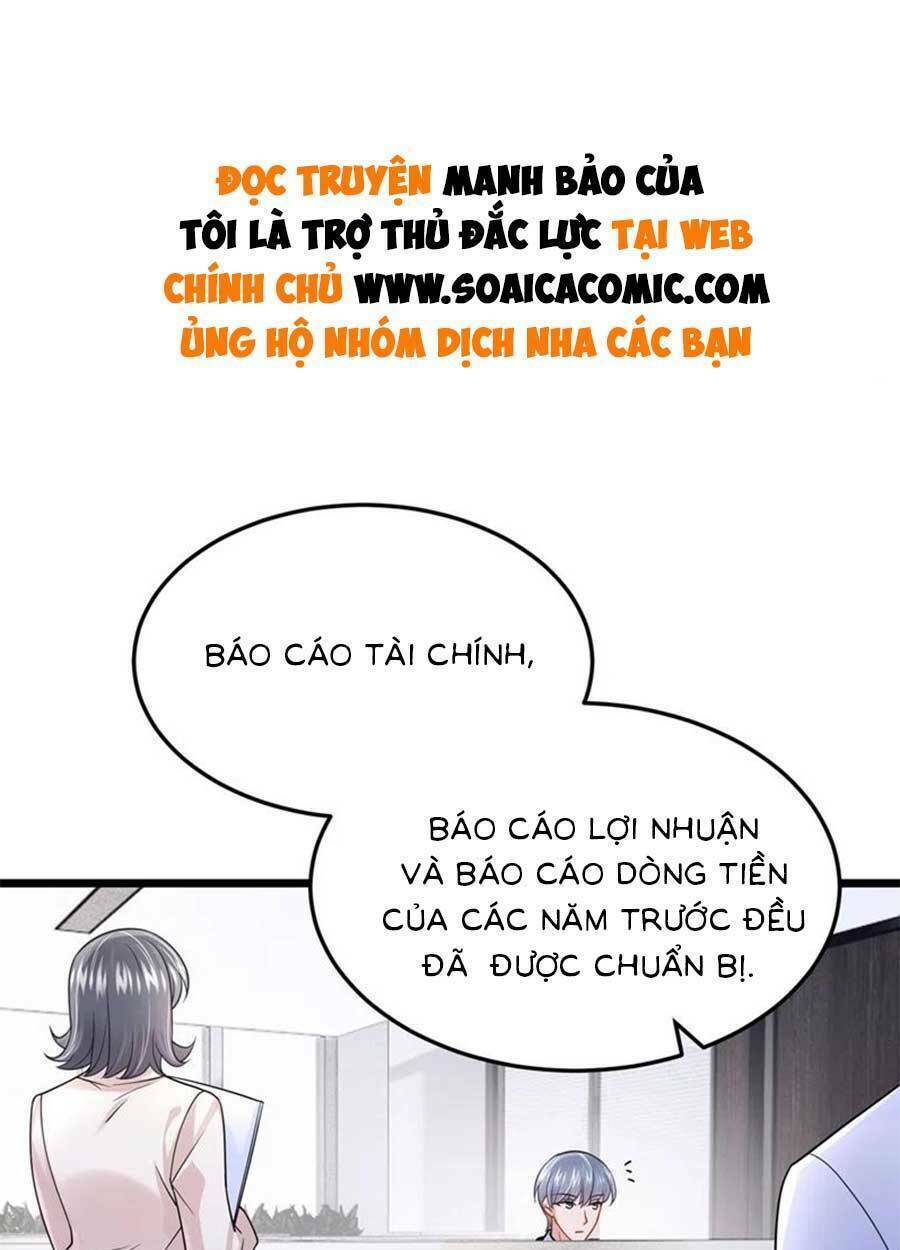 ĐỌC TRUYỆN MANH BẢO CỦA
TÔI LÀ TRỢ THỦ ĐẮC LỰC TẠI WEB
CHÍNH CHỦ WWW.SOAICACOMIC.COM
ỦNG HỘ NHÓM DỊCH NHA CÁC BẠN
BÁO CÁO TÀI CHÍNH,
BÁO CÁO LỢI NHUẬN
VÀ BÁO CÁO DÒNG TIỀN
CỦA CÁC NĂM TRƯỚC ĐỀU
ĐÃ ĐƯỢC CHUẨN BỊ.